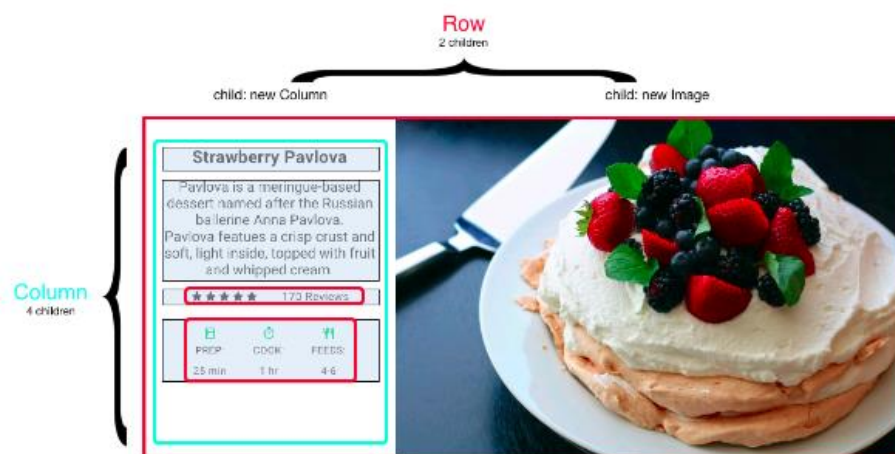 Row
2 children
child: new Column
child: new Image
Strawberry Pavlova
Pavlova is a meringue-based
dessert named after the Russian
ballerine Anna Pavlova.
Pavlova featues a crisp crust and
soft, light inside, topped with fruit
and whipped cream
170 Reviews
Column
4 children
PREP COOK FEEDS:
25 min 1 hr 4-6